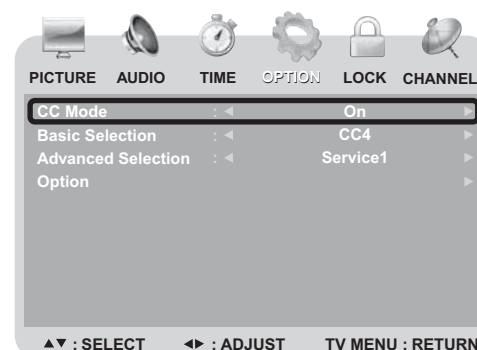 PICTURE AUDIO TIME OPTION LOCK CHANNEL
CC Mode : ◀ On ▶
Basic Selection CC4 ▶
Advanced Selection : ◀ Service1 ▶
Option ▶
▲▼ : SELECT ◀▶ : ADJUST TV MENU : RETURN